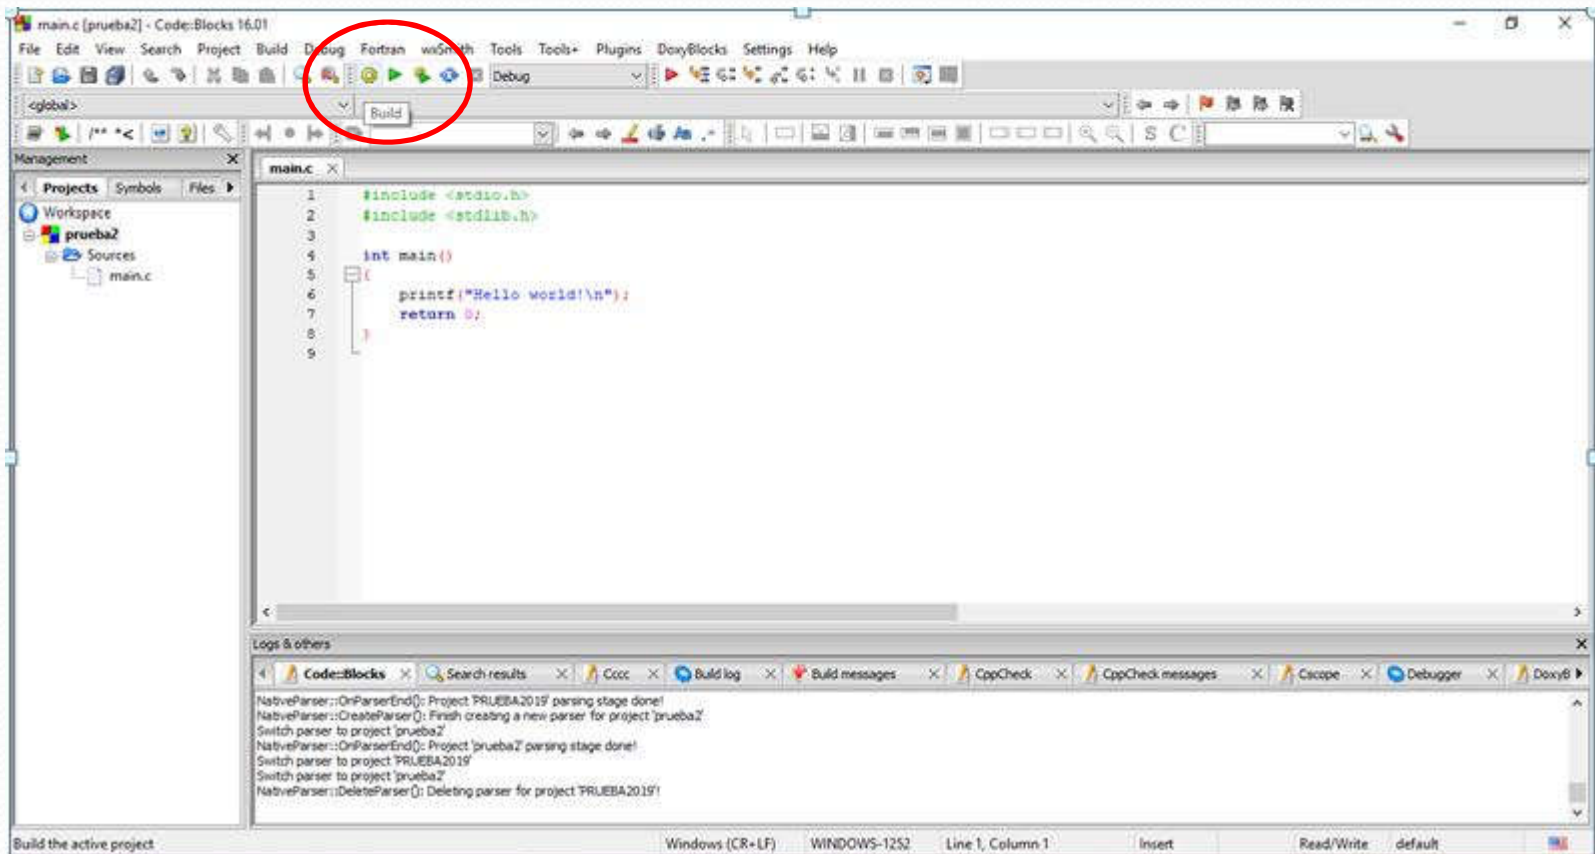 main.c [prueba2] - Code::Blocks 16.01
File Edit View Search Project Build Debug Fortran wxSmith Tools Tools+ Plugins DoxyBlocks Settings Help
Debug
<global>
Build
/** *<
S C
Management
main.c
Projects Symbols Files
Workspace
prueba2
Sources
main.c
1 #include <stdio.h>
2 #include <stdlib.h>
3
4 int main()
5 {
6 printf("Hello world!\n");
7 return 0;
8 }
9
Logs & others
Code::Blocks Search results Cccc Build log Build messages CppCheck CppCheck messages Cscope Debugger DoxyB
NativeParser::OnParserEnd(): Project 'PRUEBA2019' parsing stage done!
NativeParser::CreateParser(): Finish creating a new parser for project 'prueba2'
Switch parser to project 'prueba2'
NativeParser::OnParserEnd(): Project 'prueba2' parsing stage done!
Switch parser to project 'PRUEBA2019'
Switch parser to project 'prueba2'
NativeParser::DeleteParser(): Deleting parser for project 'PRUEBA2019'!
Build the active project Windows (CR+LF) WINDOWS-1252 Line 1, Column 1 Insert Read/Write default